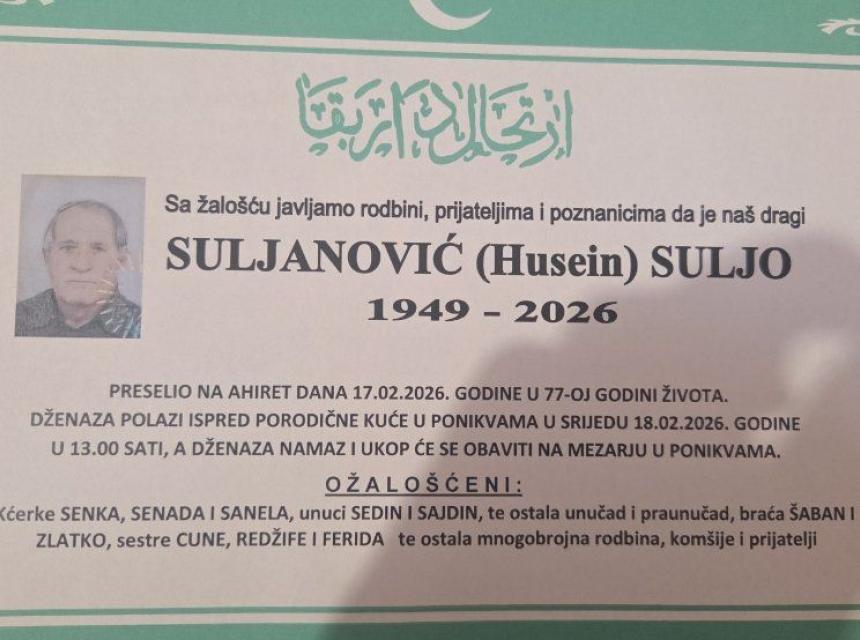 ارتحال دار بقا
Sa žalošću javljamo rodbini, prijateljima i poznanicima da je naš dragi
SULJANOVIĆ (Husein) SULJO
1949 – 2026
PRESELIO NA AHIRET DANA 17.02.2026. GODINE U 77-OJ GODINI ŽIVOTA.
DŽENAZA POLAZI ISPRED PORODIČNE KUĆE U PONIKVAMA U SRIJEDU 18.02.2026. GODINE
U 13.00 SATI, A DŽENAZA NAMAZ I UKOP ĆE SE OBAVITI NA MEZARJU U PONIKVAMA.
OŽALOŠĆENI:
Kćerke SENKA, SENADA I SANELA, unuci SEDIN I SAJDIN, te ostala unučad i praunučad, braća ŠABAN I
ZLATKO, sestre CUNE, REDŽIFE I FERIDA te ostala mnogobrojna rodbina, komšije i prijatelji